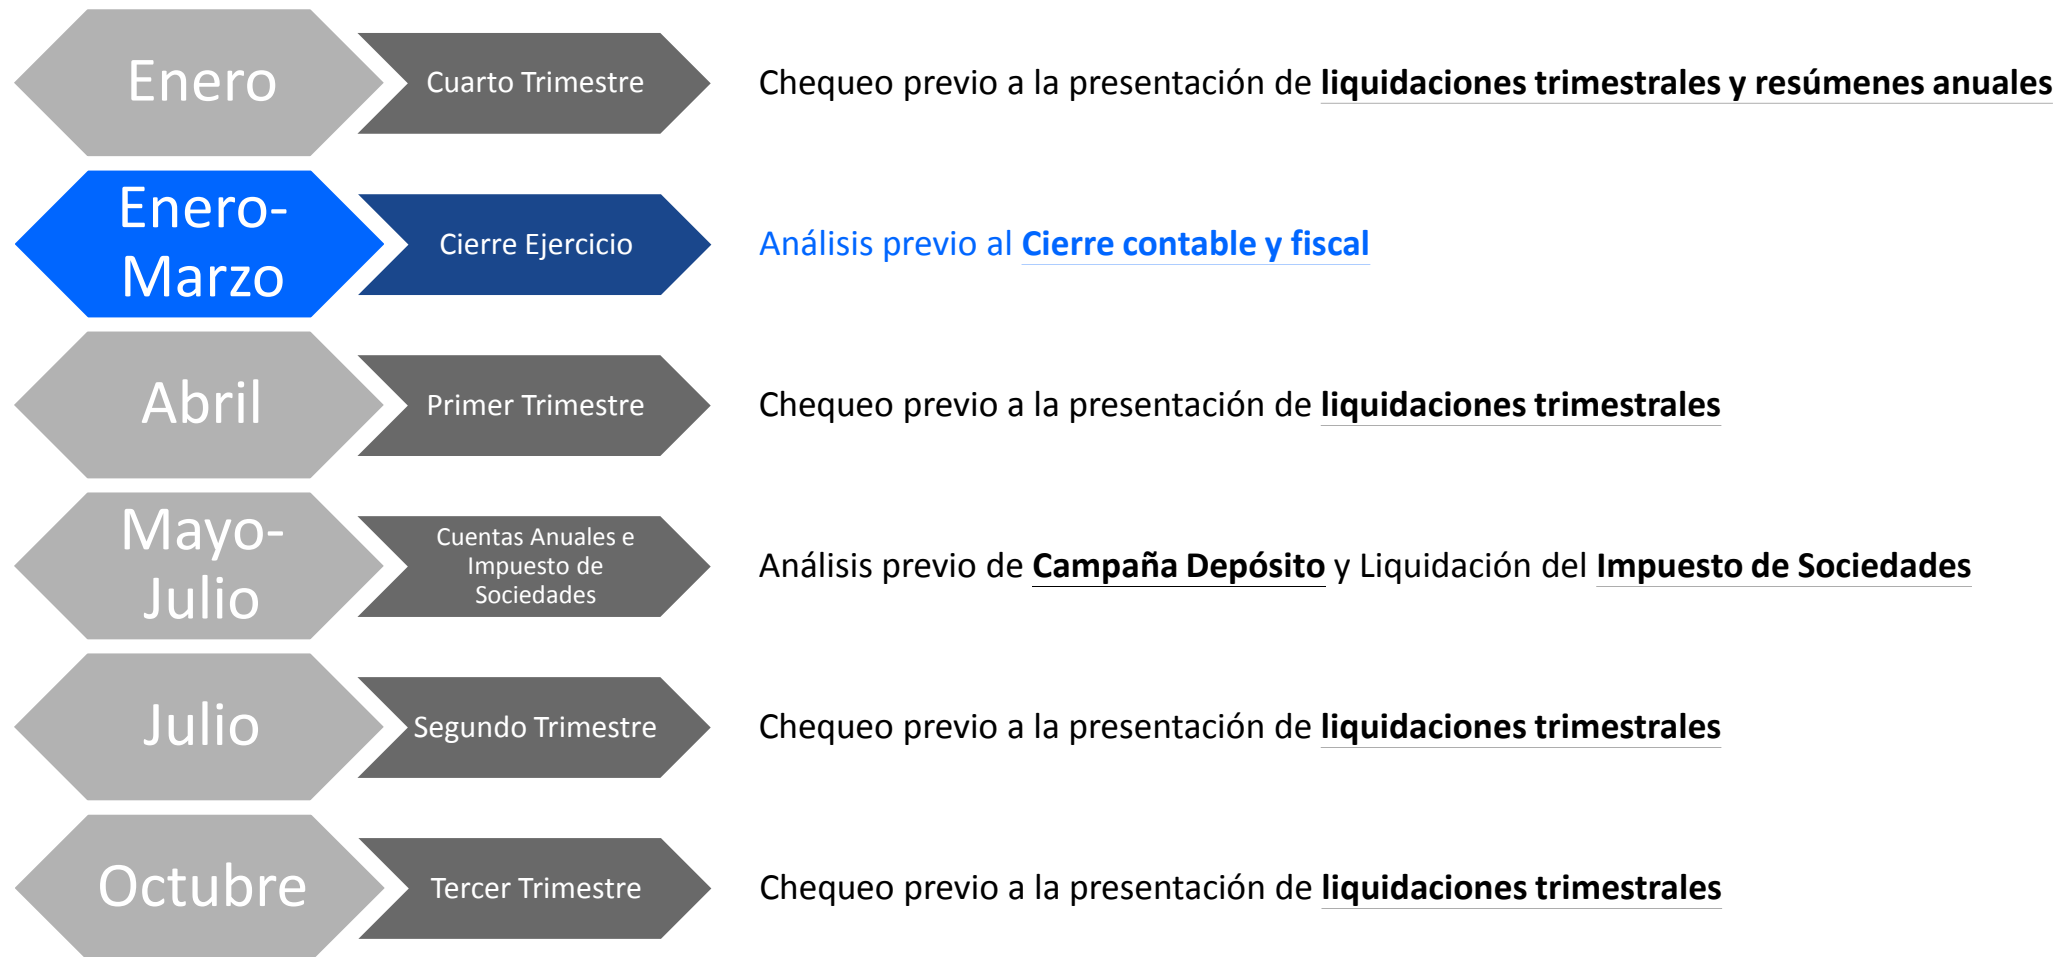 Enero
Cuarto Trimestre
Chequeo previo a la presentación de liquidaciones trimestrales y resúmenes anuales
Enero-
Marzo
Cierre Ejercicio
Análisis previo al Cierre contable y fiscal
Abril
Primer Trimestre
Chequeo previo a la presentación de liquidaciones trimestrales
Mayo-
Julio
Cuentas Anuales e
Impuesto de
Sociedades
Análisis previo de Campaña Depósito y Liquidación del Impuesto de Sociedades
Julio
Segundo Trimestre
Chequeo previo a la presentación de liquidaciones trimestrales
Octubre
Tercer Trimestre
Chequeo previo a la presentación de liquidaciones trimestrales